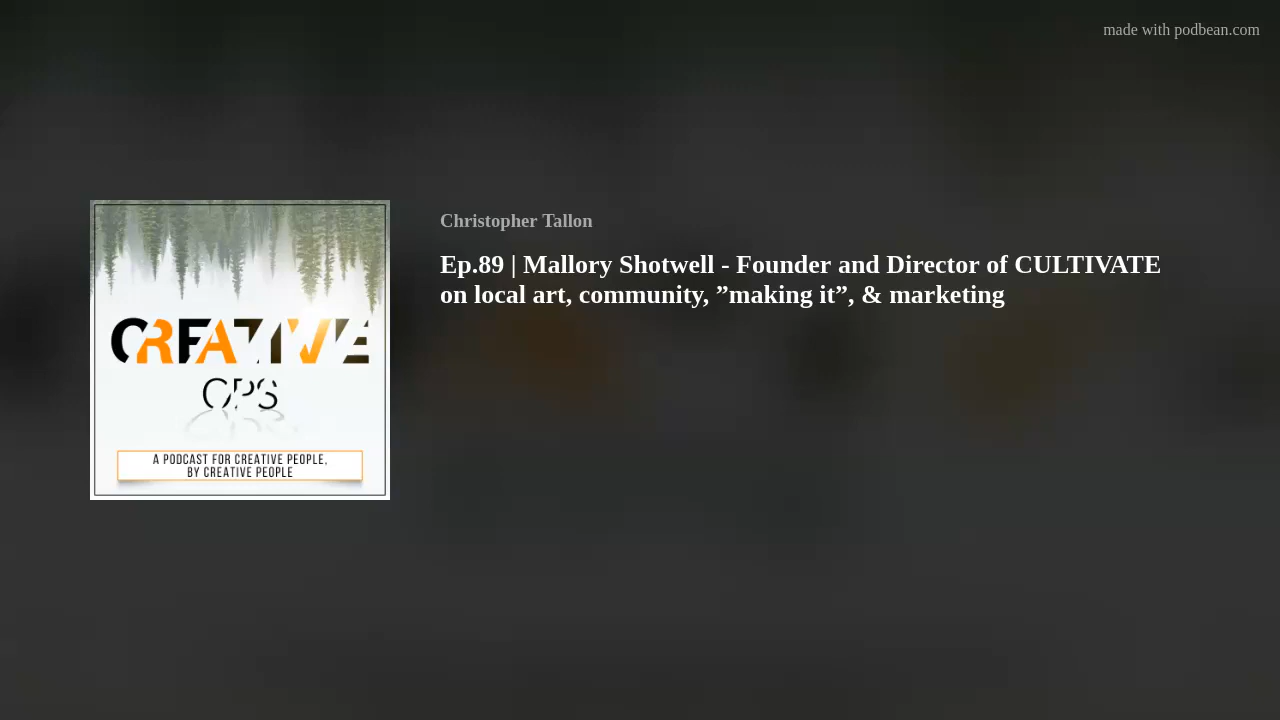 made with podbean.com
Christopher Tallon
Ep.89 | Mallory Shotwell - Founder and Director of CULTIVATE
on local art, community, ”making it”, & marketing
CREATIVE
OPS
A PODCAST FOR CREATIVE PEOPLE,
BY CREATIVE PEOPLE